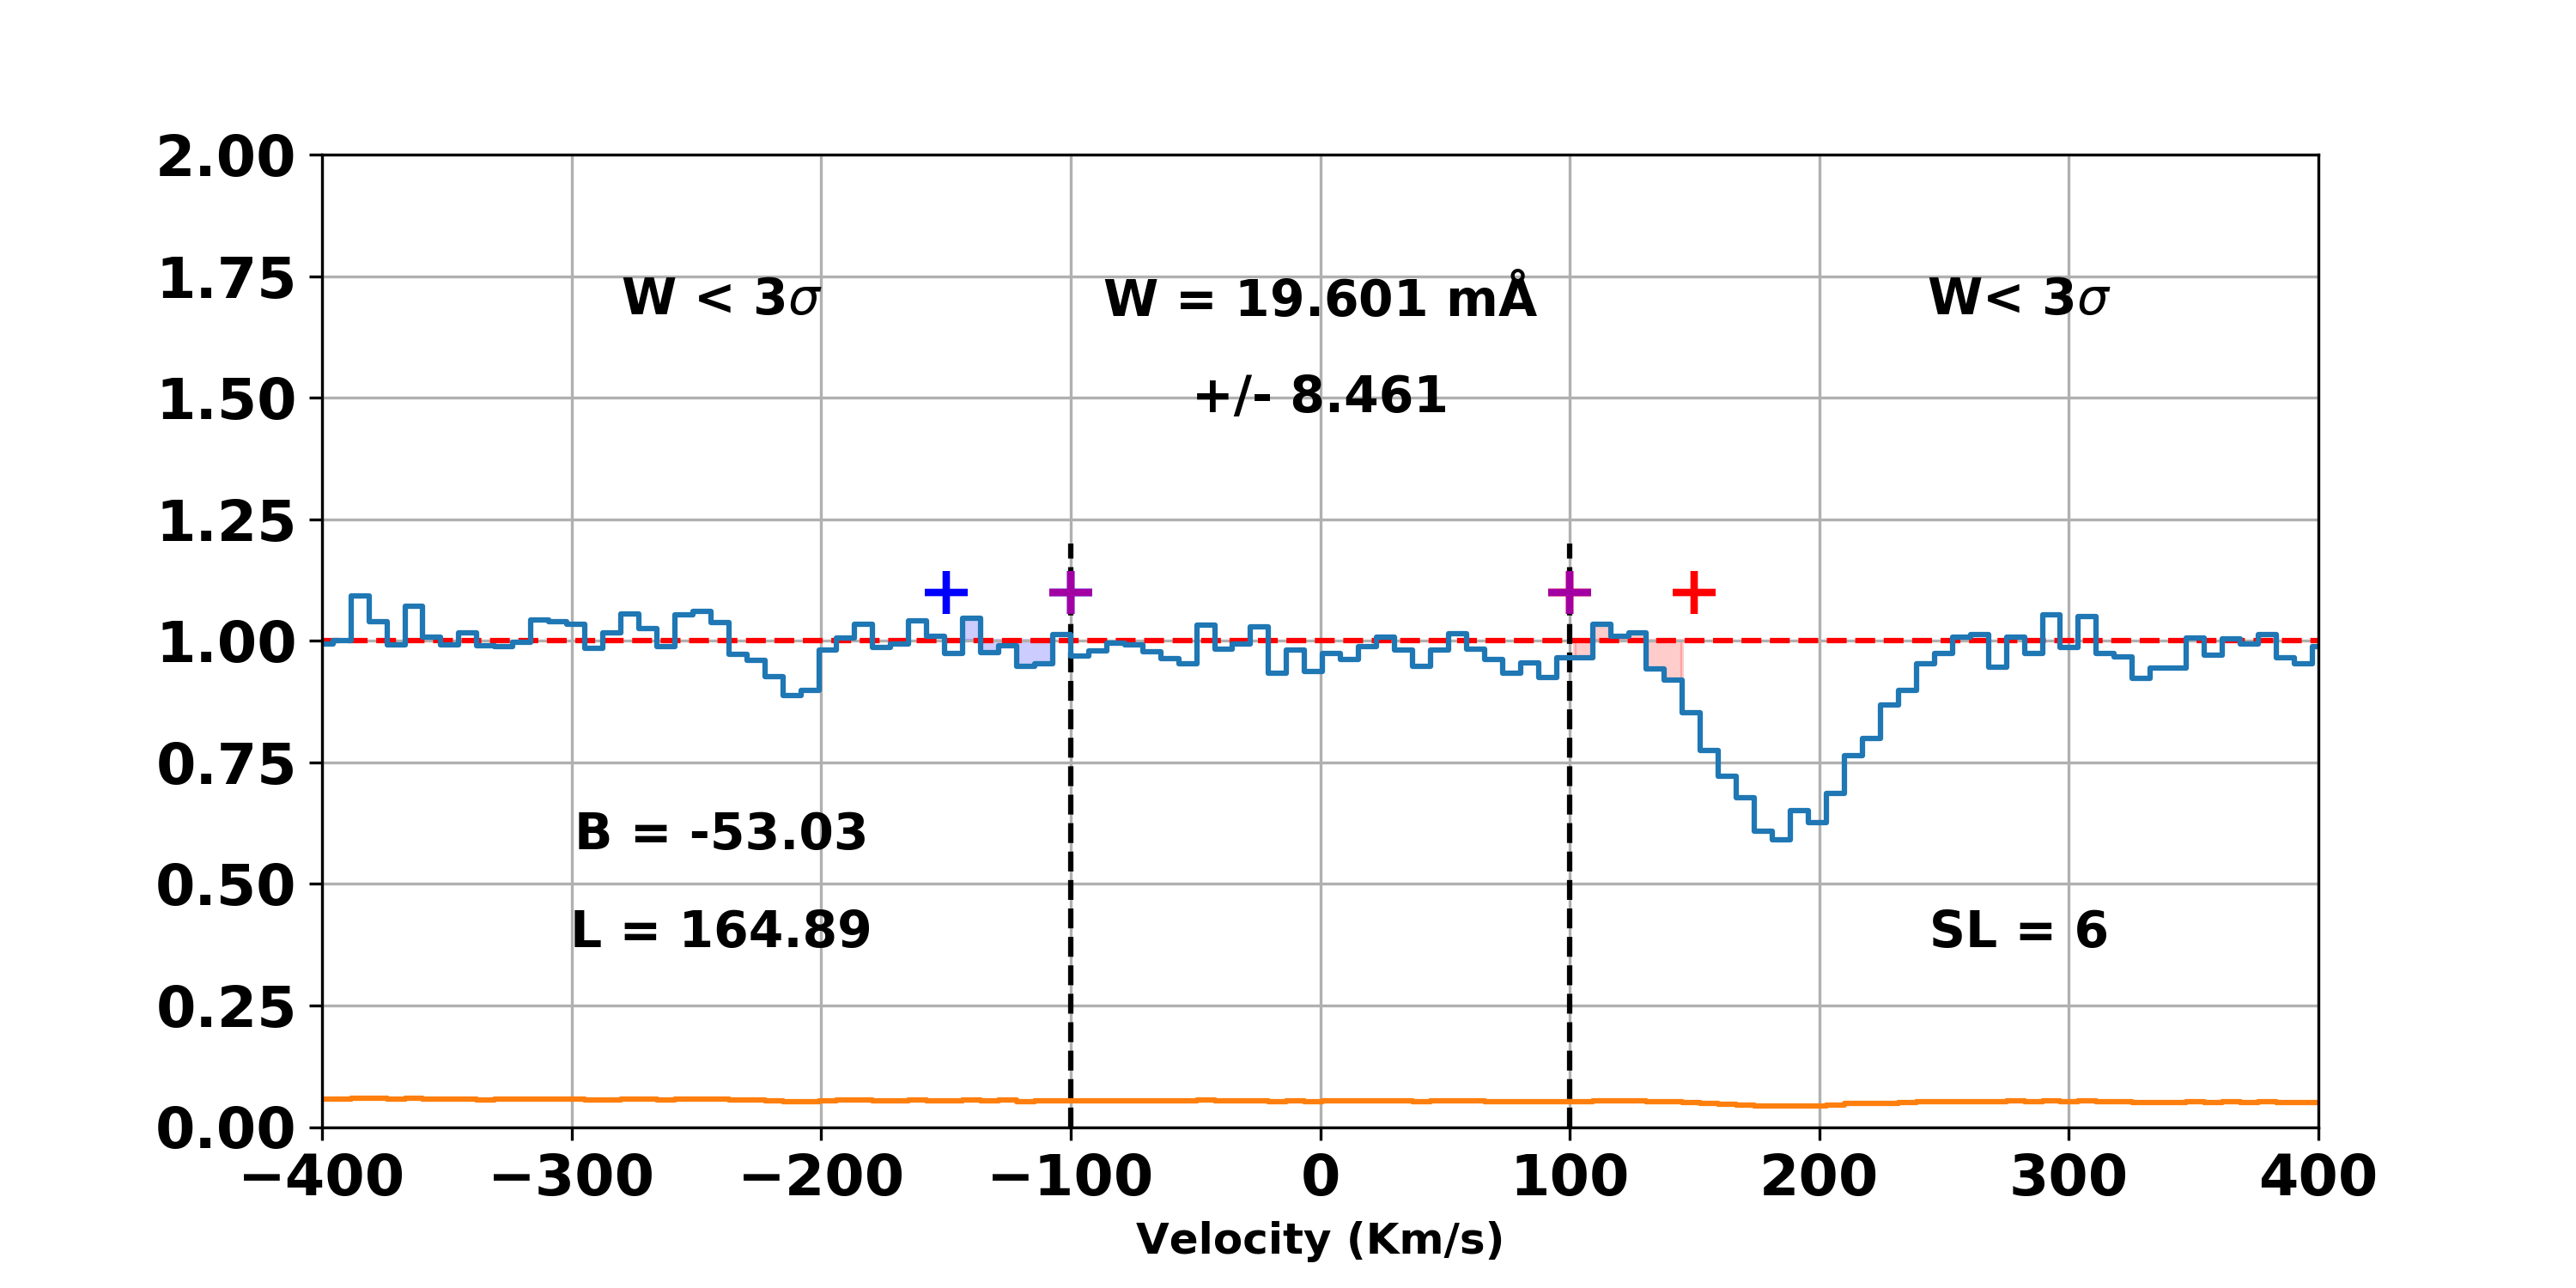 2.00
1.75
1.50
1.25
1.00
0.75
0.50
0.25
0.00
W < 3σ
W = 19.601 mÅ
+/- 8.461
W< 3σ
B = -53.03
L = 164.89
SL = 6
−400 −300 −200 −100 0 100 200 300 400
Velocity (Km/s)